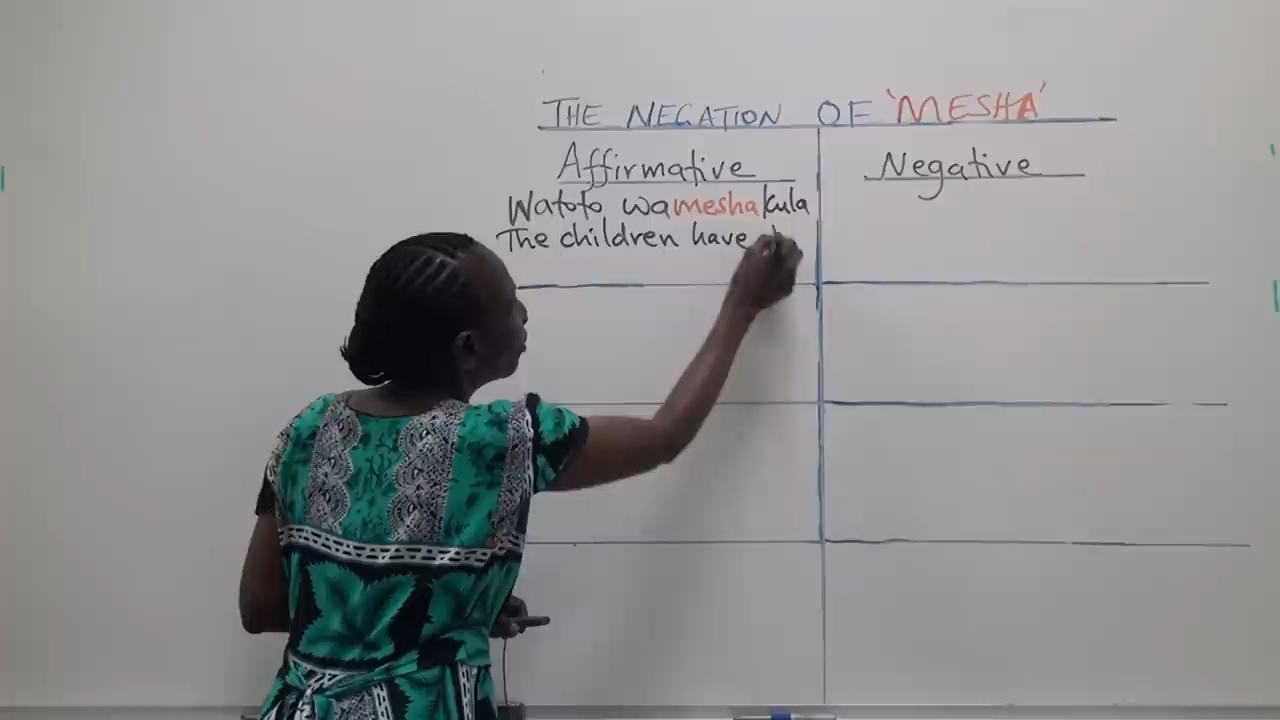 THE NEGATION OF 'MESHA'
Affirmative
Negative
Watoto wameshakula
The children have